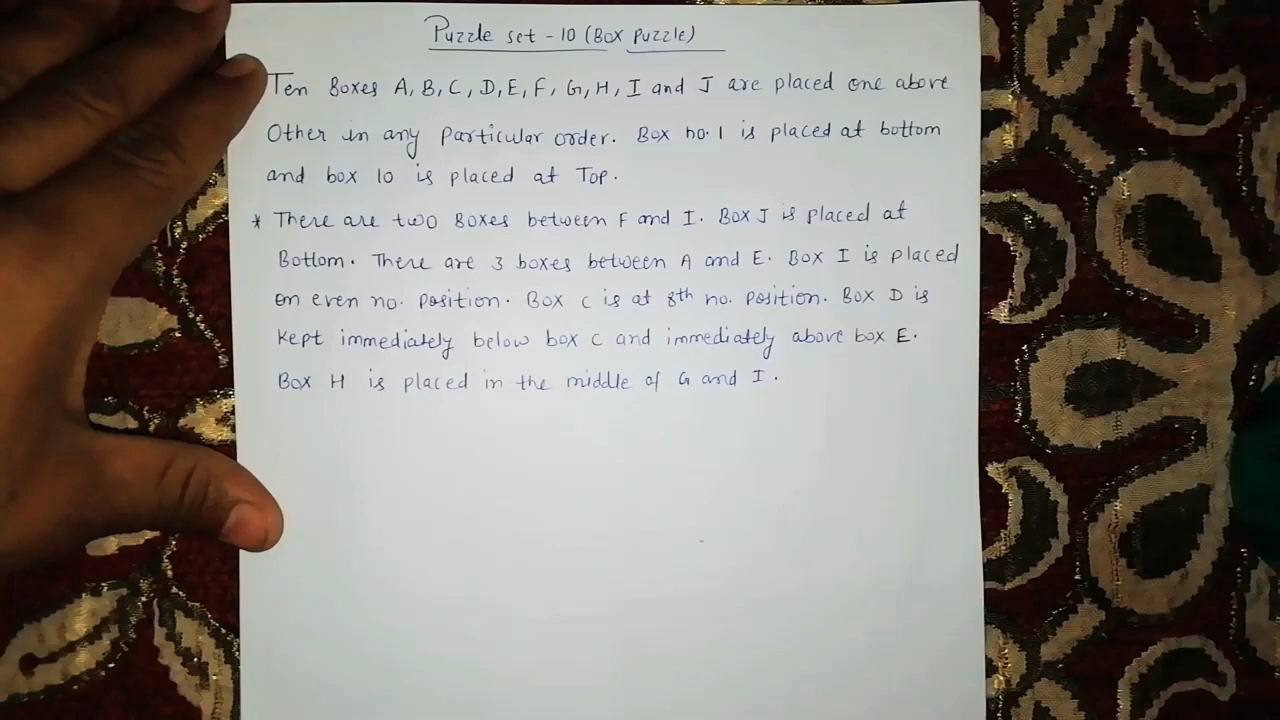 Puzzle set - 10 (Box Puzzle)
Ten Boxes A, B, C, D, E, F, G, H, I and J are placed one above
Other in any particular order. Box no. 1 is placed at bottom
and box 10 is placed at Top.
* There are two Boxes between F and I. Box J is placed at
Bottom. There are 3 boxes between A and E. Box I is placed
on even no. position. Box C is at 8th no. position. Box D is
kept immediately below box C and immediately above box E.
Box H is placed in the middle of G and I.